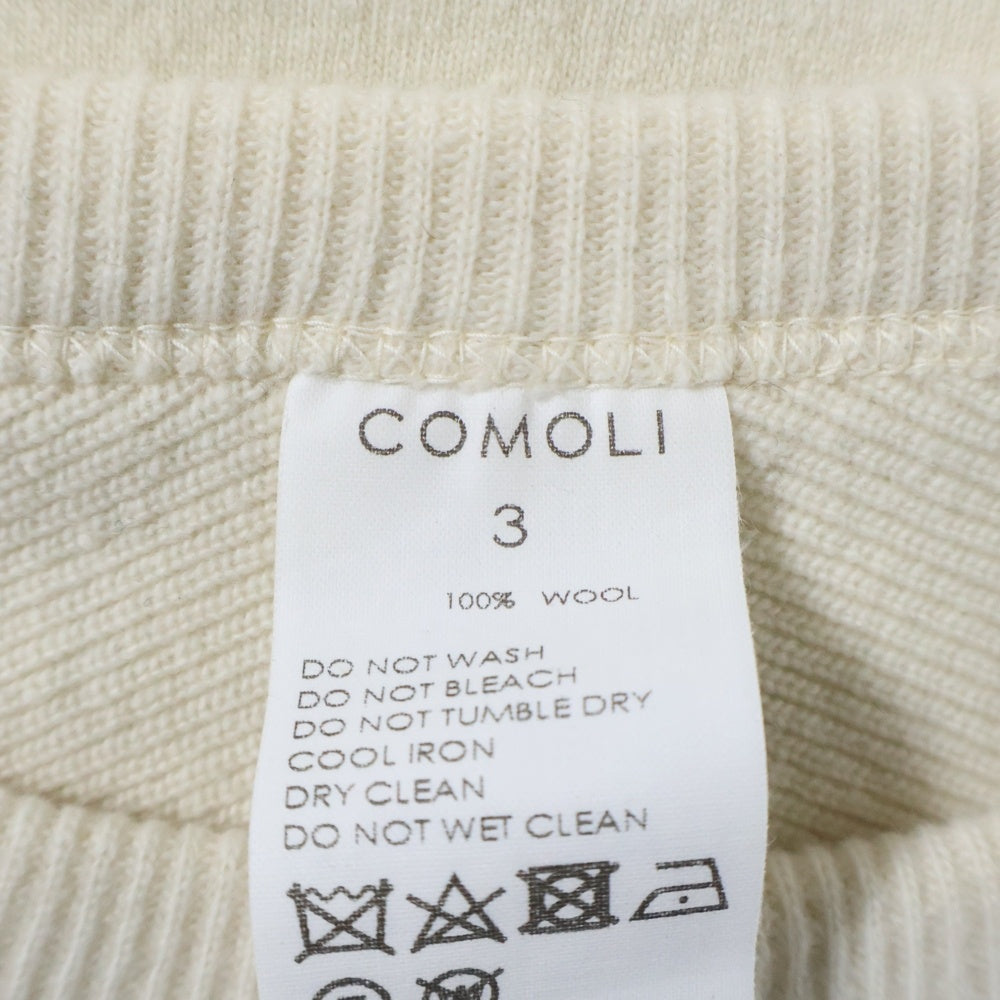 COMOLI
3
100% WOOL
DO NOT WASH
DO NOT BLEACH
DO NOT TUMBLE DRY
COOL IRON
DRY CLEAN
DO NOT WET CLEAN